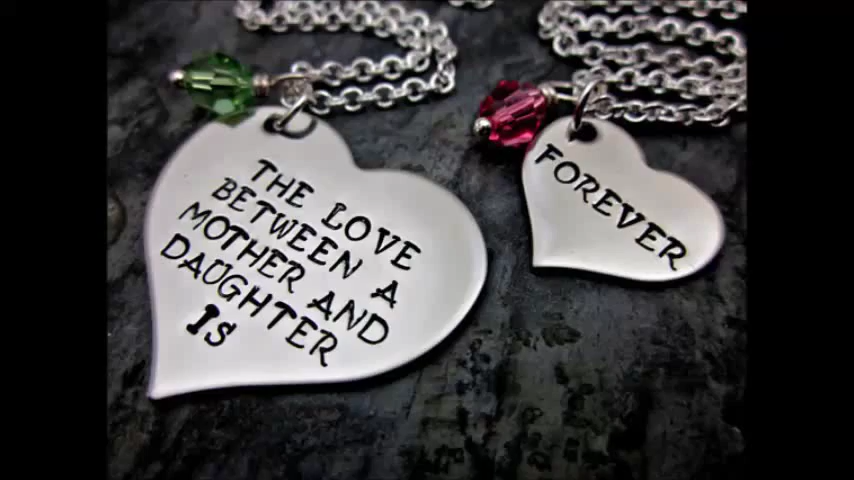 THE LOVE
BETWEEN A
MOTHER AND
DAUGHTER
IS
FOREVER